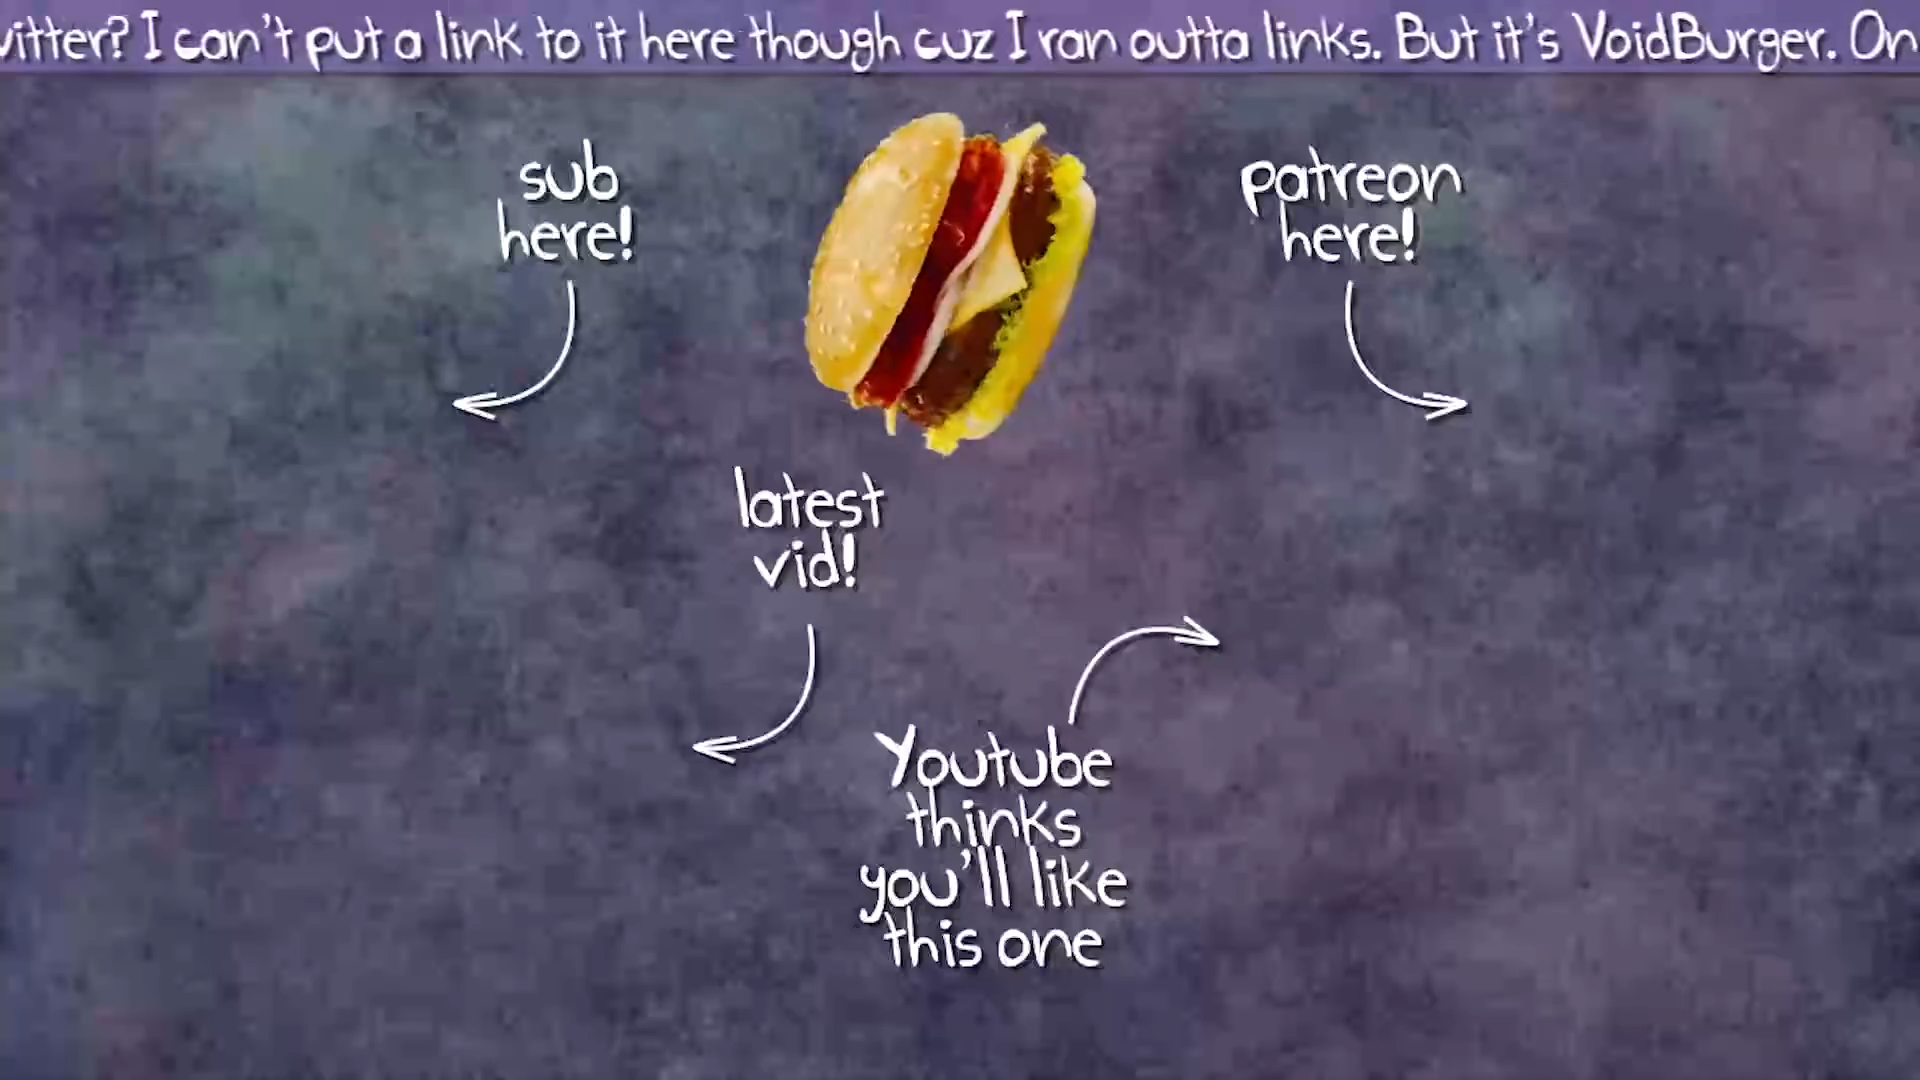 witter? I can't put a link to it here though cuz I ran outta links. But it's VoidBurger. On
sub
here!
patreon
here!
latest
vid!
Youtube
thinks
you'll like
this one